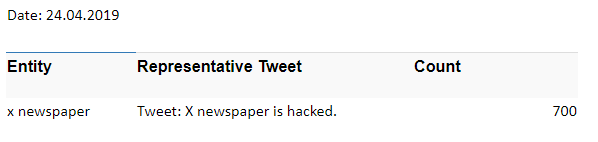 Date: 24.04.2019
Entity Representative Tweet Count
x newspaper Tweet: X newspaper is hacked. 700